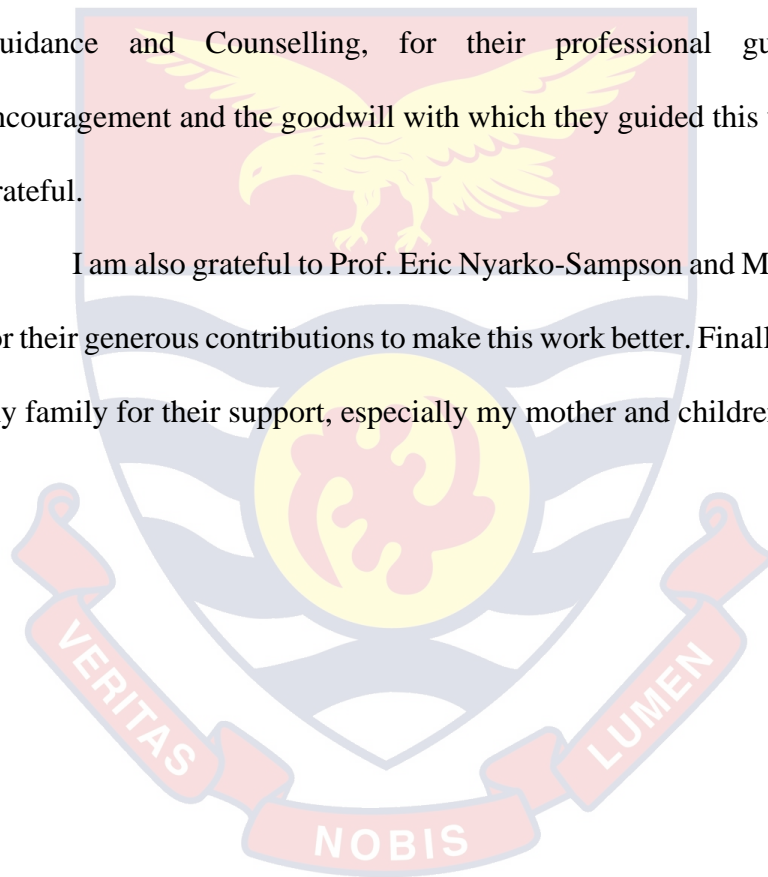 uidance and Counselling, for their professional gu
ncouragement and the goodwill with which they guided this
rateful.
I am also grateful to Prof. Eric Nyarko-Sampson and M
or their generous contributions to make this work better. Finall
y family for their support, especially my mother and children
VERITAS
NOBIS
LUMEN